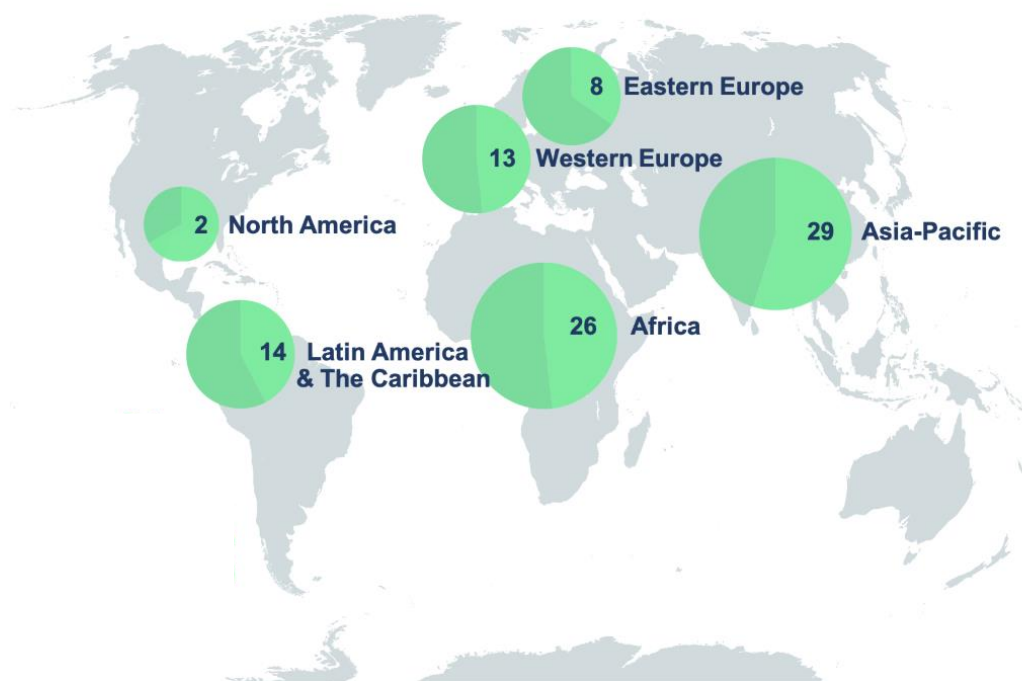 8 Eastern Europe
13 Western Europe
2 North America
29 Asia-Pacific
26 Africa
14 Latin America
& The Caribbean